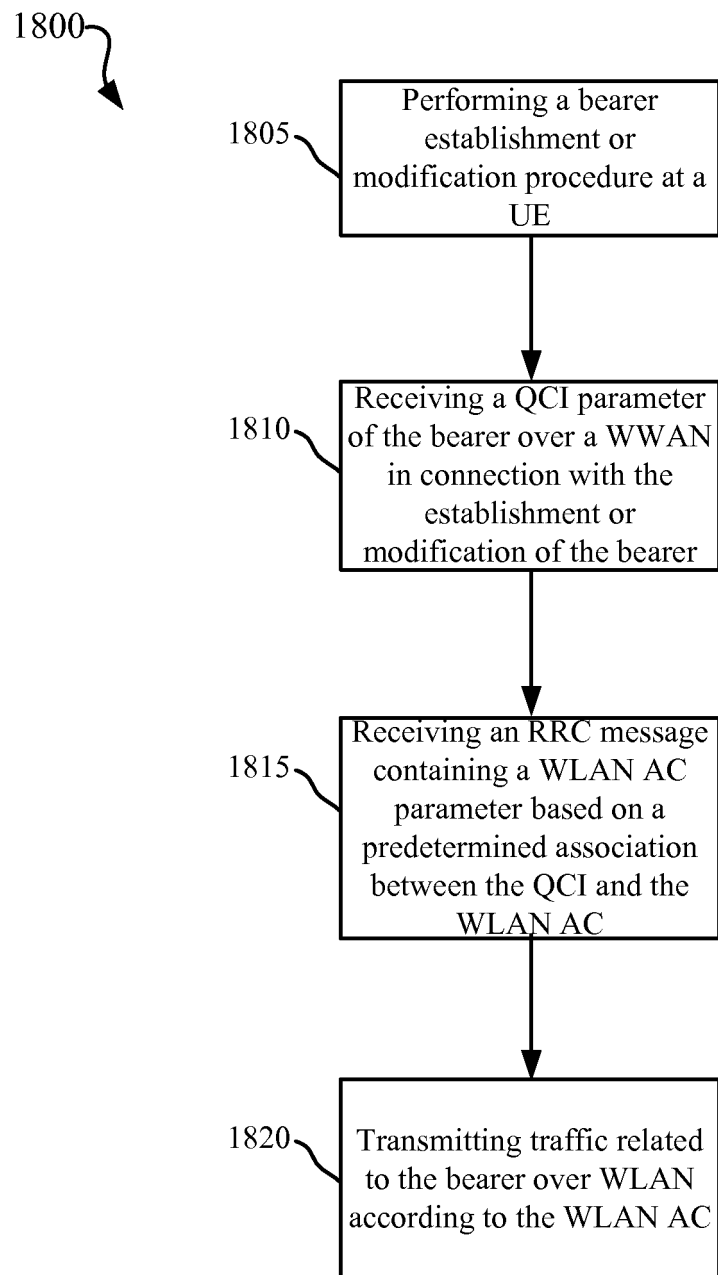 1800
1805
Performing a bearer
establishment or
modification procedure at a
UE
1810
Receiving a QCI parameter
of the bearer over a WWAN
in connection with the
establishment or
modification of the bearer
1815
Receiving an RRC message
containing a WLAN AC
parameter based on a
predetermined association
between the QCI and the
WLAN AC
1820
Transmitting traffic related
to the bearer over WLAN
according to the WLAN AC